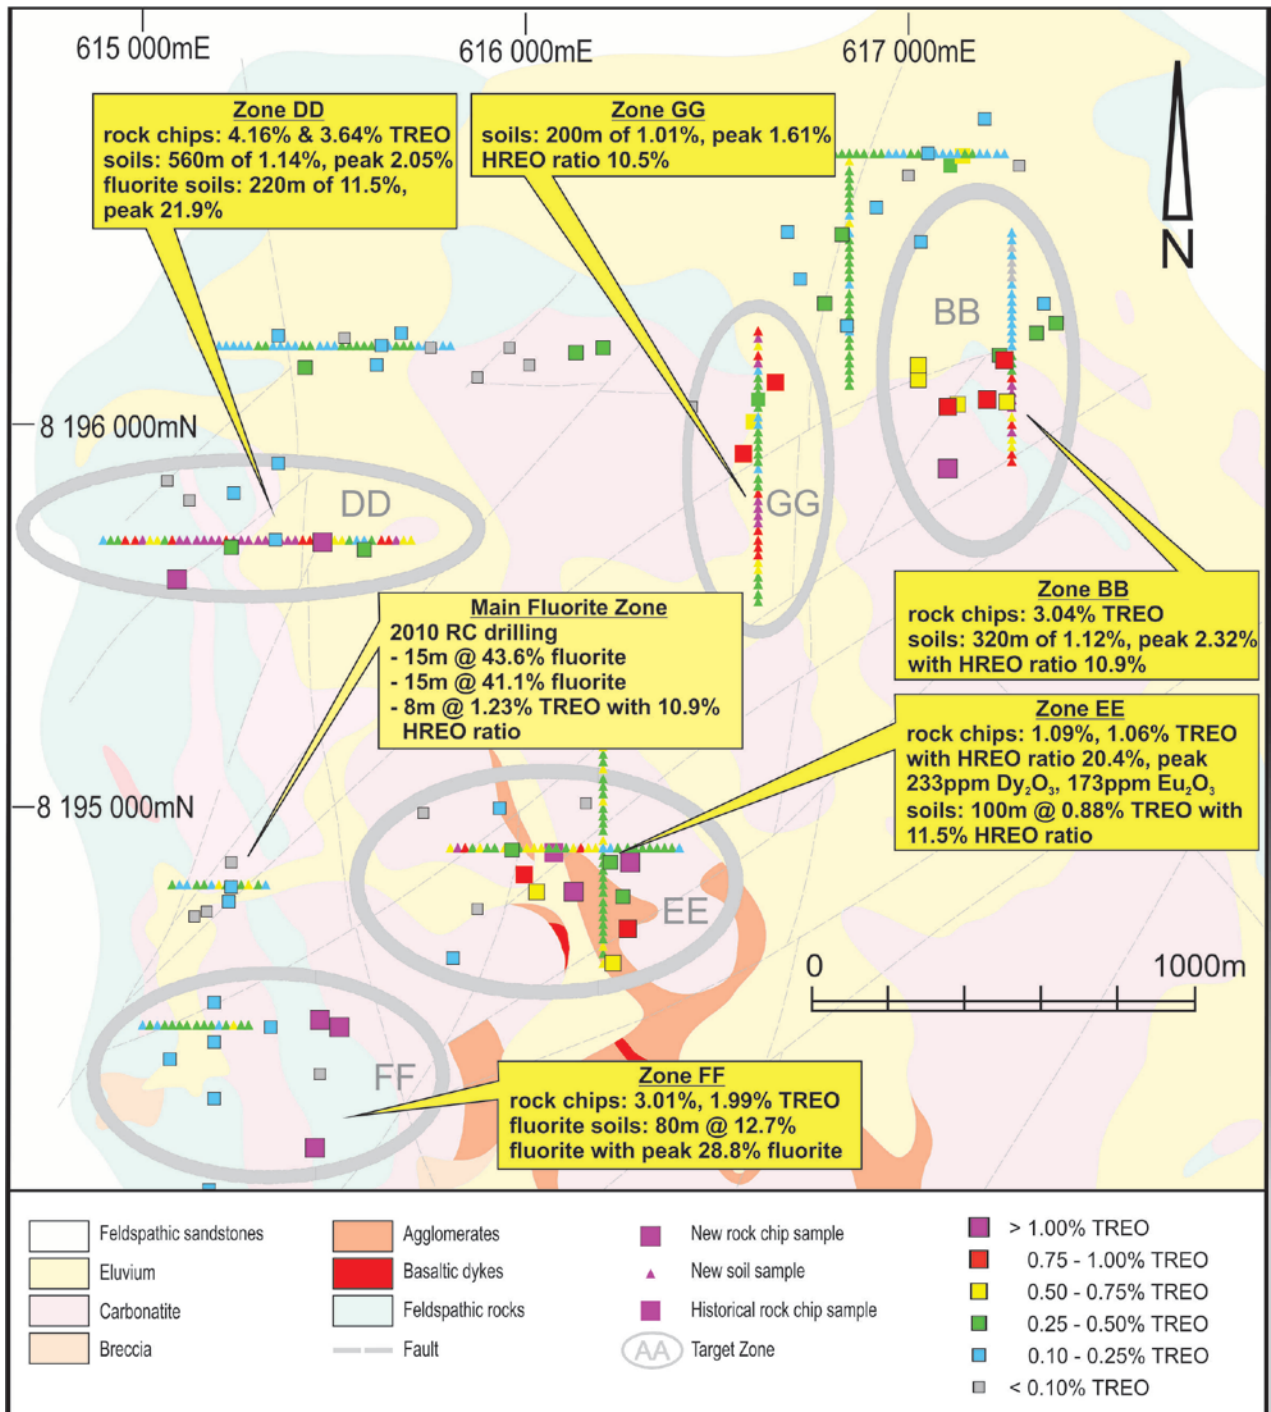 615 000mE
616 000mE
617 000mE
Zone DD
rock chips: 4.16% & 3.64% TREO
soils: 560m of 1.14%, peak 2.05%
fluorite soils: 220m of 11.5%,
peak 21.9%
Zone GG
soils: 200m of 1.01%, peak 1.61%
HREO ratio 10.5%
N
BB
8 196 000mN
DD
GG
Zone BB
rock chips: 3.04% TREO
soils: 320m of 1.12%, peak 2.32%
with HREO ratio 10.9%
Main Fluorite Zone
2010 RC drilling
- 15m @ 43.6% fluorite
- 15m @ 41.1% fluorite
- 8m @ 1.23% TREO with 10.9%
HREO ratio
Zone EE
rock chips: 1.09%, 1.06% TREO
with HREO ratio 20.4%, peak
233ppm Dy₂O₃, 173ppm Eu₂O₃
soils: 100m @ 0.88% TREO with
11.5% HREO ratio
8 195 000mN
EE
0 1000m
FF
Zone FF
rock chips: 3.01%, 1.99% TREO
fluorite soils: 80m @ 12.7%
fluorite with peak 28.8% fluorite
Feldspathic sandstones
Eluvium
Carbonatite
Breccia
Agglomerates
Basaltic dykes
Feldspathic rocks
Fault
New rock chip sample
New soil sample
Historical rock chip sample
AA Target Zone
> 1.00% TREO
0.75 - 1.00% TREO
0.50 - 0.75% TREO
0.25 - 0.50% TREO
0.10 - 0.25% TREO
< 0.10% TREO